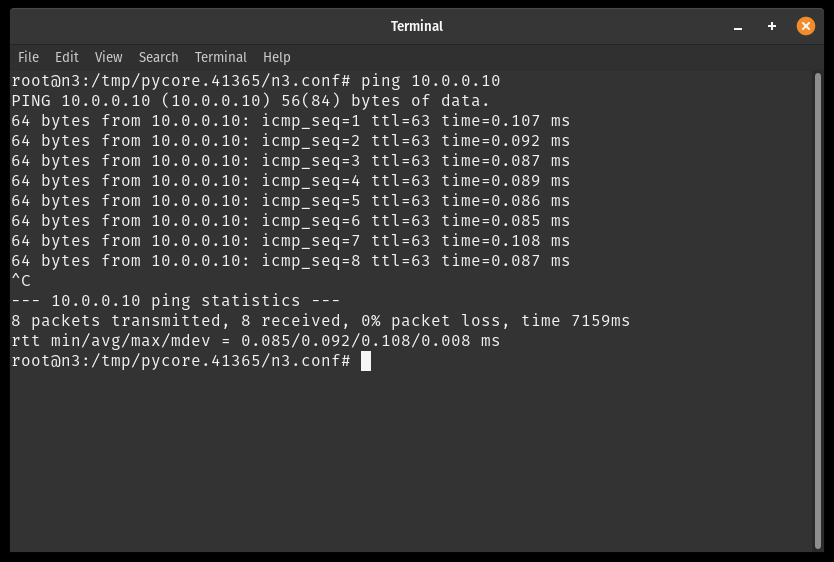 Terminal
File Edit View Search Terminal Help
root@n3:/tmp/pycore.41365/n3.conf# ping 10.0.0.10
PING 10.0.0.10 (10.0.0.10) 56(84) bytes of data.
64 bytes from 10.0.0.10: icmp_seq=1 ttl=63 time=0.107 ms
64 bytes from 10.0.0.10: icmp_seq=2 ttl=63 time=0.092 ms
64 bytes from 10.0.0.10: icmp_seq=3 ttl=63 time=0.087 ms
64 bytes from 10.0.0.10: icmp_seq=4 ttl=63 time=0.089 ms
64 bytes from 10.0.0.10: icmp_seq=5 ttl=63 time=0.086 ms
64 bytes from 10.0.0.10: icmp_seq=6 ttl=63 time=0.085 ms
64 bytes from 10.0.0.10: icmp_seq=7 ttl=63 time=0.108 ms
64 bytes from 10.0.0.10: icmp_seq=8 ttl=63 time=0.087 ms
^C
--- 10.0.0.10 ping statistics ---
8 packets transmitted, 8 received, 0% packet loss, time 7159ms
rtt min/avg/max/mdev = 0.085/0.092/0.108/0.008 ms
root@n3:/tmp/pycore.41365/n3.conf#